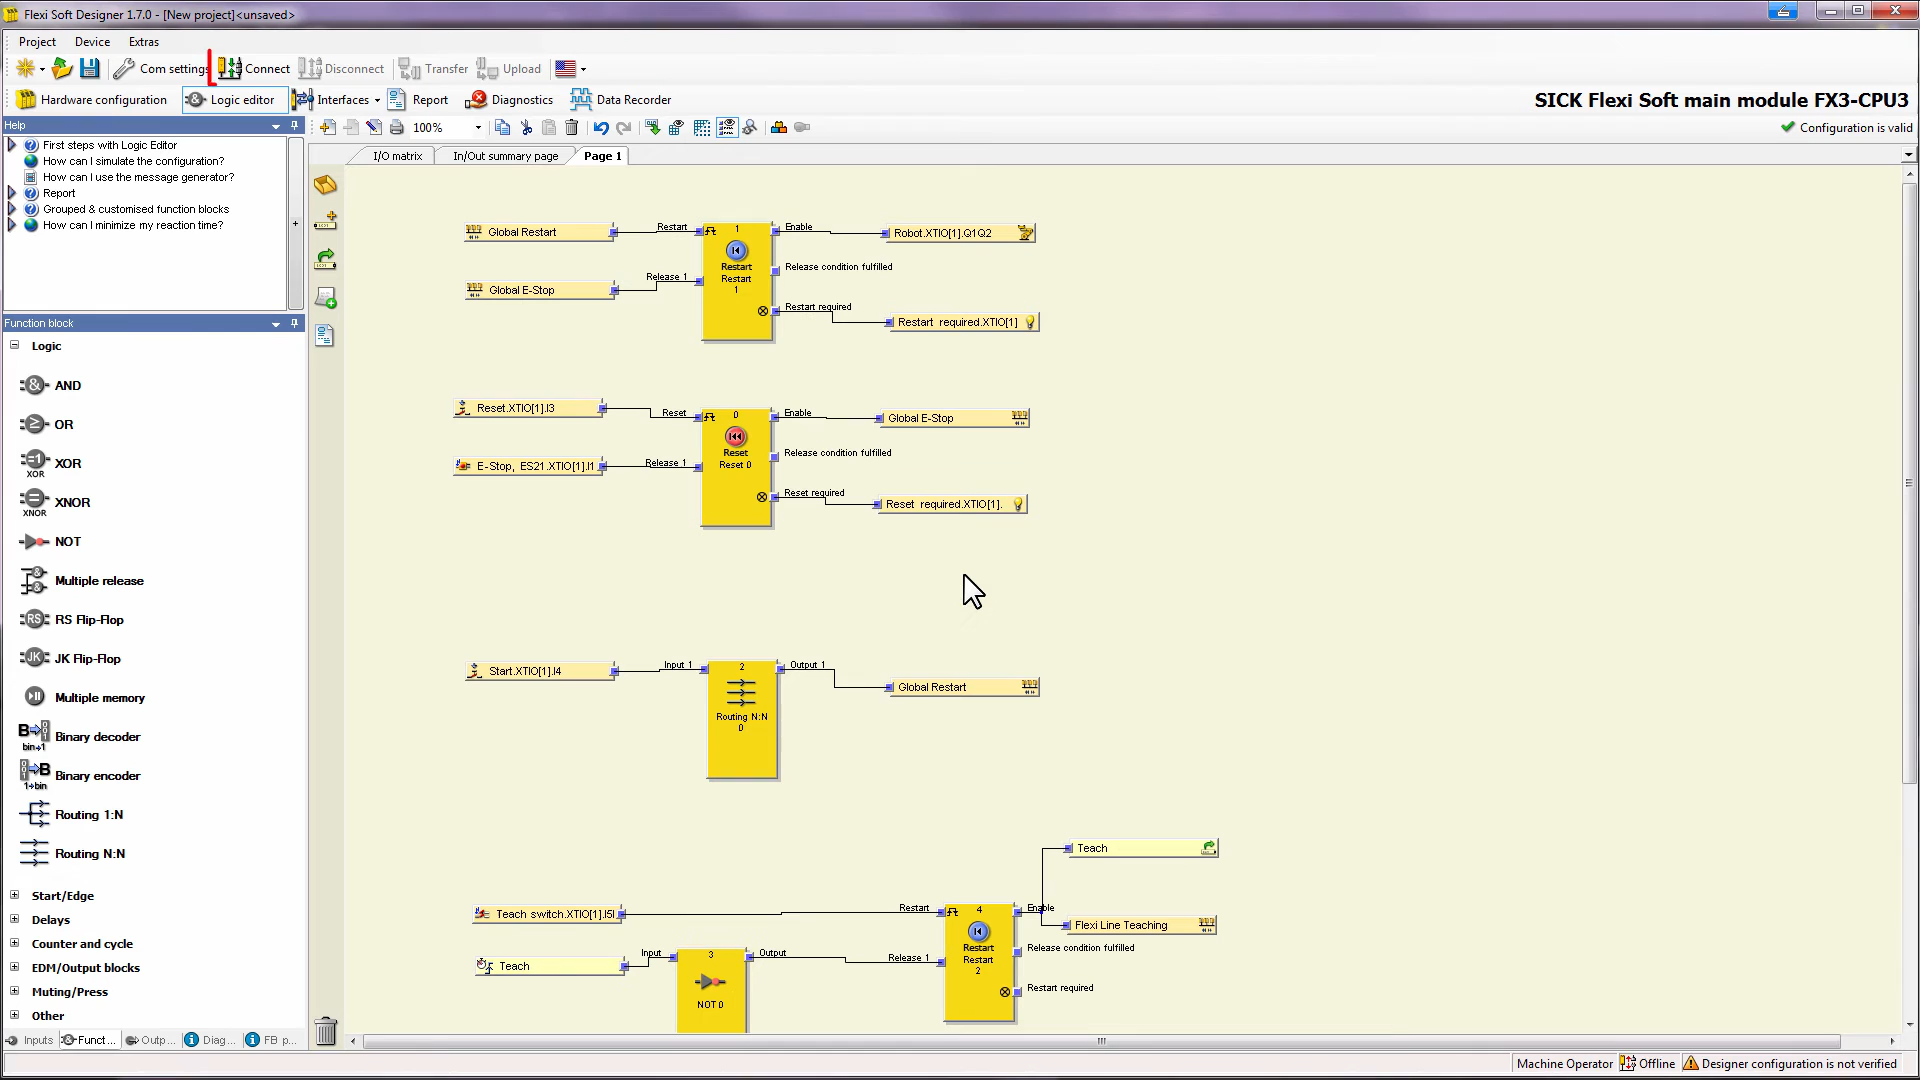 Flexi Soft Designer 1.7.0 - [New project]<unsaved>
Project Device Extras
Com settings Connect Disconnect Transfer Upload
Hardware configuration Logic editor Interfaces Report Diagnostics Data Recorder SICK Flexi Soft main module FX3-CPU3
Help 100% Configuration is valid
First steps with Logic Editor
How can I simulate the configuration?
How can I use the message generator?
Report
Grouped & customised function blocks
How can I minimize my reaction time?
I/O matrix In/Out summary page Page 1
Function block
Logic
& AND
≥ OR
=1 XOR XOR
= XNOR XNOR
NOT
& & Multiple release
RS RS Flip-Flop
JK JK Flip-Flop
Multiple memory
B 001 bin→1 Binary decoder
001 B 1→bin Binary encoder
Routing 1:N
Routing N:N
Start/Edge
Delays
Counter and cycle
EDM/Output blocks
Muting/Press
Other
Inputs Funct... Outp... Diag... FB p...
Global Restart Restart 1 Enable Robot.XTIO[1].Q1Q2
Restart Release condition fulfilled
Global E-Stop Release 1 Restart
1 Restart required
Restart required.XTIO[1]
Reset.XTIO[1].I3 Reset 0 Enable Global E-Stop
Reset Release condition fulfilled
E-Stop, ES21.XTIO[1].I1 Release 1 Reset 0
Reset required
Reset required.XTIO[1].
Start.XTIO[1].I4 Input 1 2 Output 1
Global Restart
Routing N:N
0
Teach
Teach switch.XTIO[1].I5I Restart 4 Enable
Flexi Line Teaching
Restart Release condition fulfilled
Teach Input 3 Output Release 1 Restart
2
Restart required
NOT 0
Machine Operator Offline Designer configuration is not verified